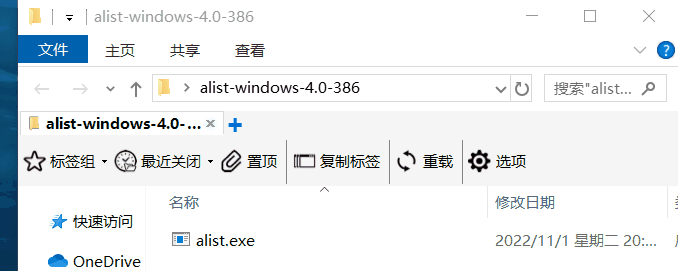 alist-windows-4.0-386
文件 主页 共享 查看
alist-windows-4.0-386 搜索"alist...
alist-windows-4.0-...
标签组 最近关闭 置顶 复制标签 重载 选项
名称 修改日期
快速访问
alist.exe 2022/11/1 星期二 20:...
OneDrive